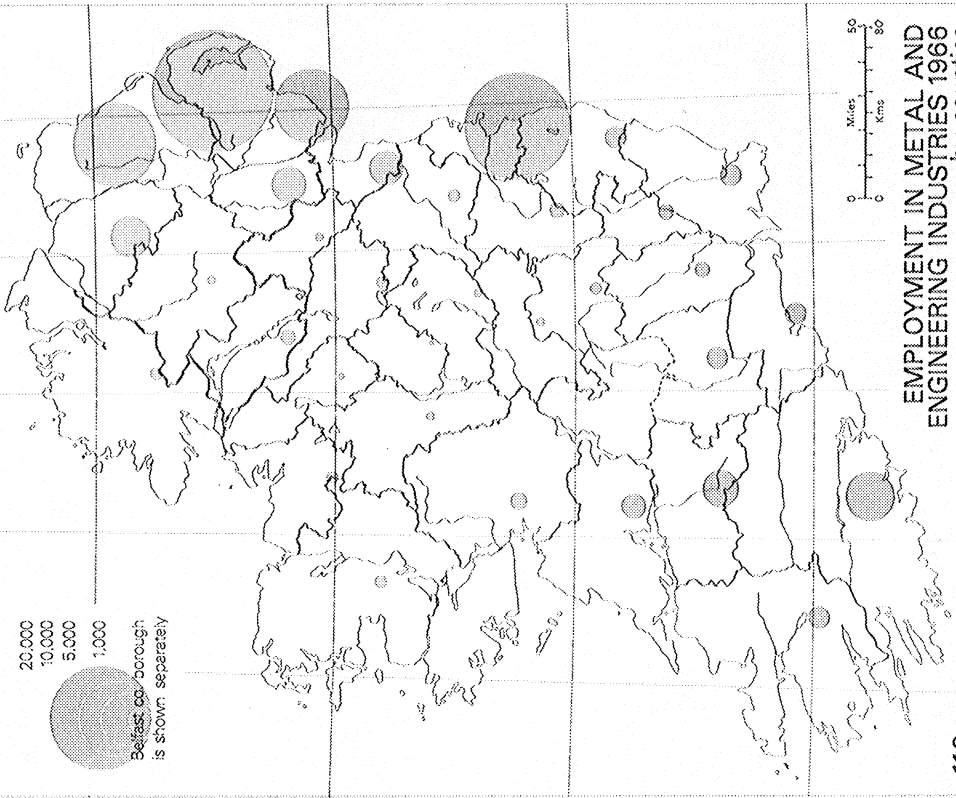 20,000
10,000
5,000
1,000
Belfast co. borough
is shown separately
0 50
Miles
Kms
0 80
EMPLOYMENT IN METAL AND
ENGINEERING INDUSTRIES 1966